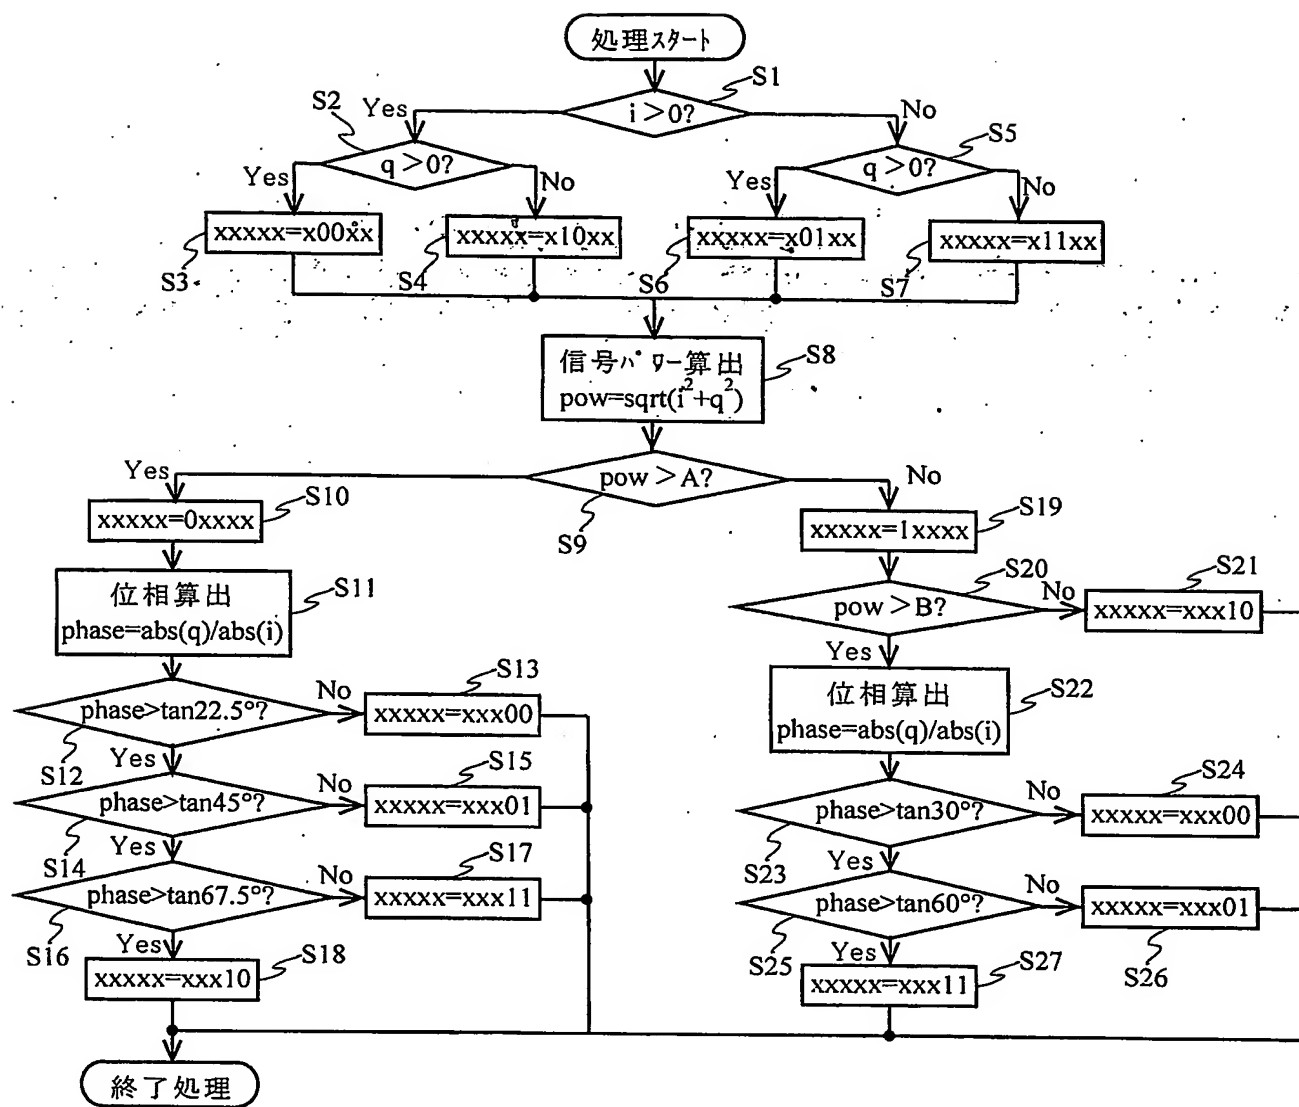 処理スタート
S1
i＞0?
Yes
No
S2
q＞0?
Yes
No
S5
q＞0?
Yes
No
xxxxx=x00xx
S3
xxxxx=x10xx
S4
xxxxx=x01xx
S6
xxxxx=x11xx
S7
信号パワー算出
pow=sqrt(i²+q²)
S8
pow＞A?
S9
Yes
No
xxxxx=0xxxx
S10
位相算出
phase=abs(q)/abs(i)
S11
phase>tan22.5°?
S12
No
xxxxx=xxx00
S13
Yes
phase>tan45°?
S14
No
xxxxx=xxx01
S15
Yes
phase>tan67.5°?
S16
No
xxxxx=xxx11
S17
Yes
xxxxx=xxx10
S18
xxxxx=1xxxx
S19
pow＞B?
S20
No
xxxxx=xxx10
S21
Yes
位相算出
phase=abs(q)/abs(i)
S22
phase>tan30°?
S23
No
xxxxx=xxx00
S24
Yes
phase>tan60°?
S25
No
xxxxx=xxx01
S26
Yes
xxxxx=xxx11
S27
終了処理